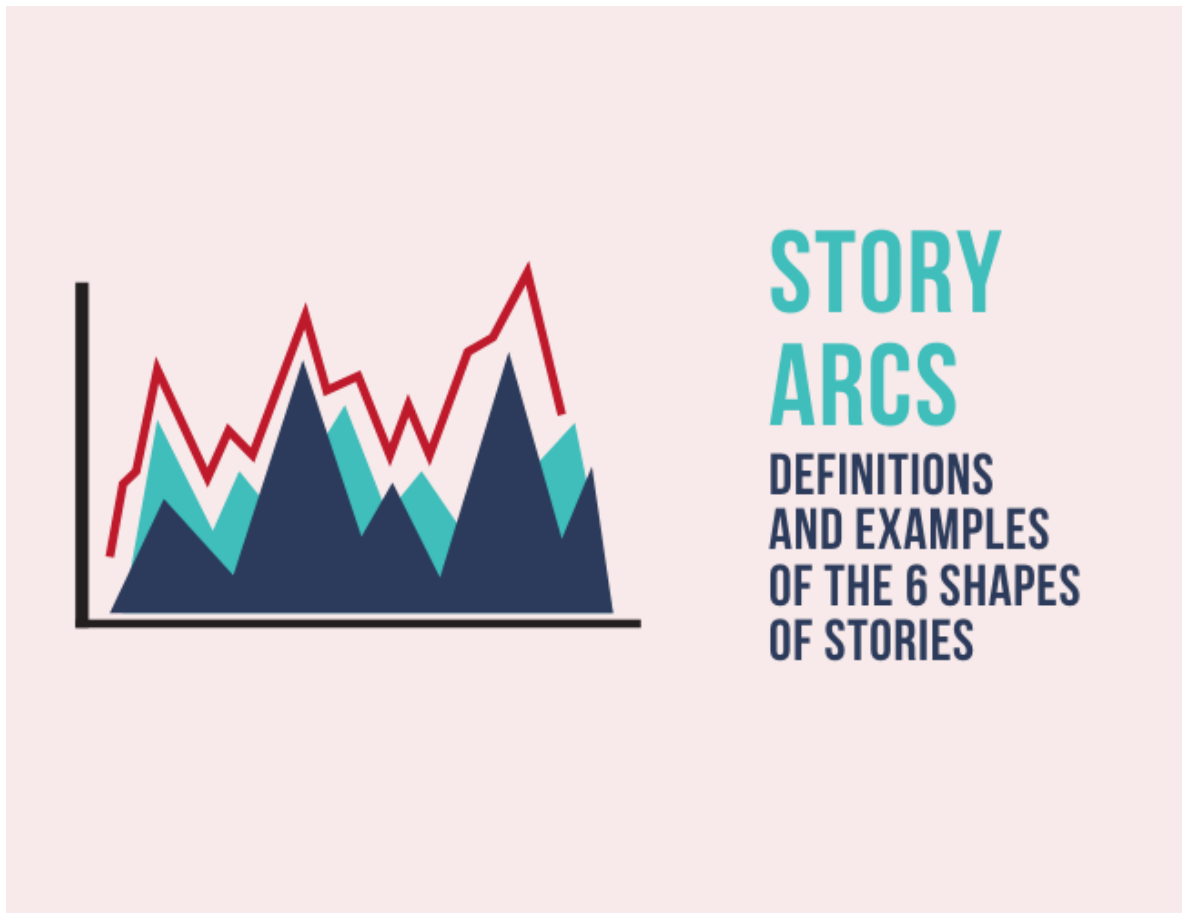 STORY
ARCS
DEFINITIONS
AND EXAMPLES
OF THE 6 SHAPES
OF STORIES